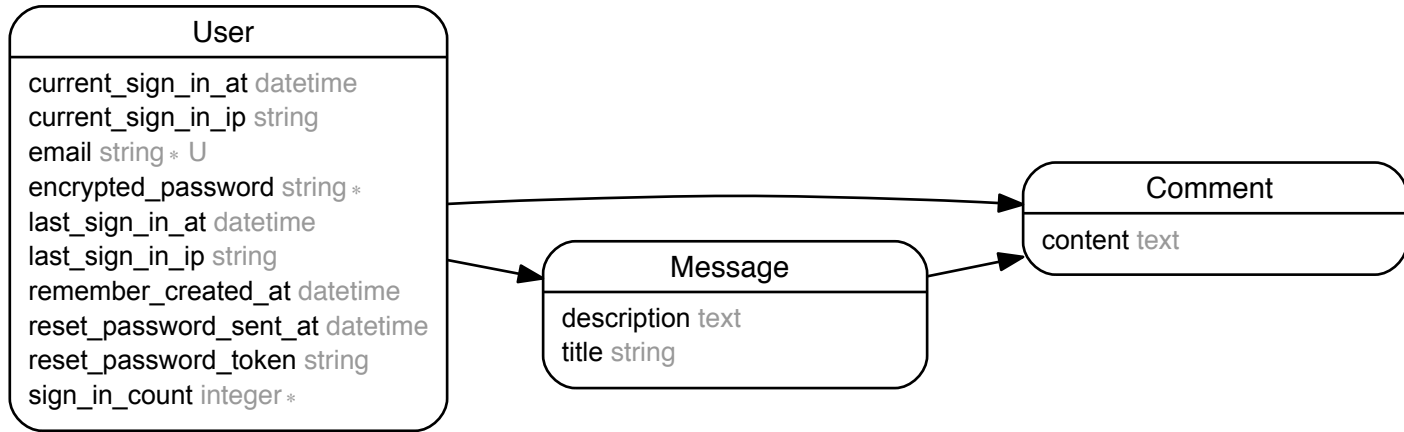 User
current_sign_in_at datetime
current_sign_in_ip string
email string * U
encrypted_password string *
last_sign_in_at datetime
last_sign_in_ip string
remember_created_at datetime
reset_password_sent_at datetime
reset_password_token string
sign_in_count integer *
Message
description text
title string
Comment
content text